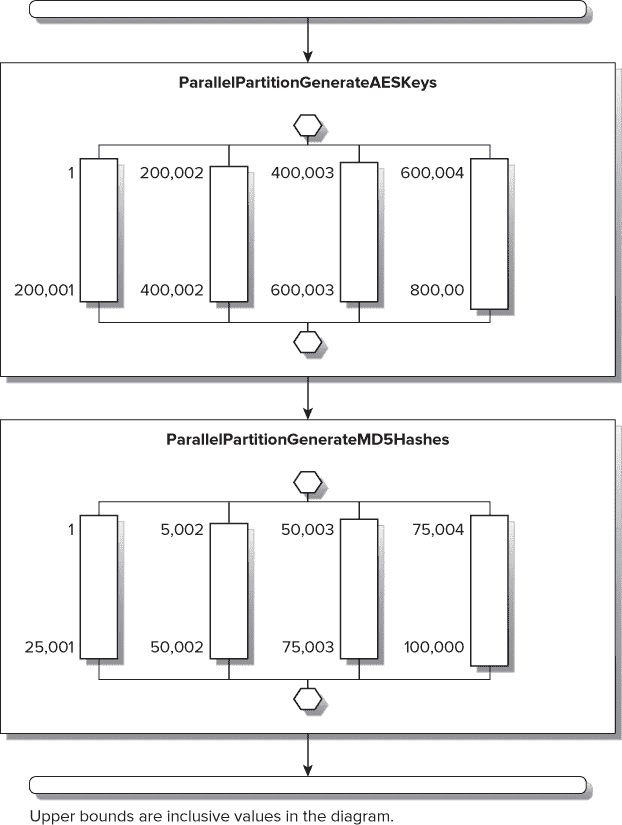 ParallelPartitionGenerateAESKeys
1 200,002 400,003 600,004
200,001 400,002 600,003 800,00
ParallelPartitionGenerateMD5Hashes
1 5,002 50,003 75,004
25,001 50,002 75,003 100,000
Upper bounds are inclusive values in the diagram.